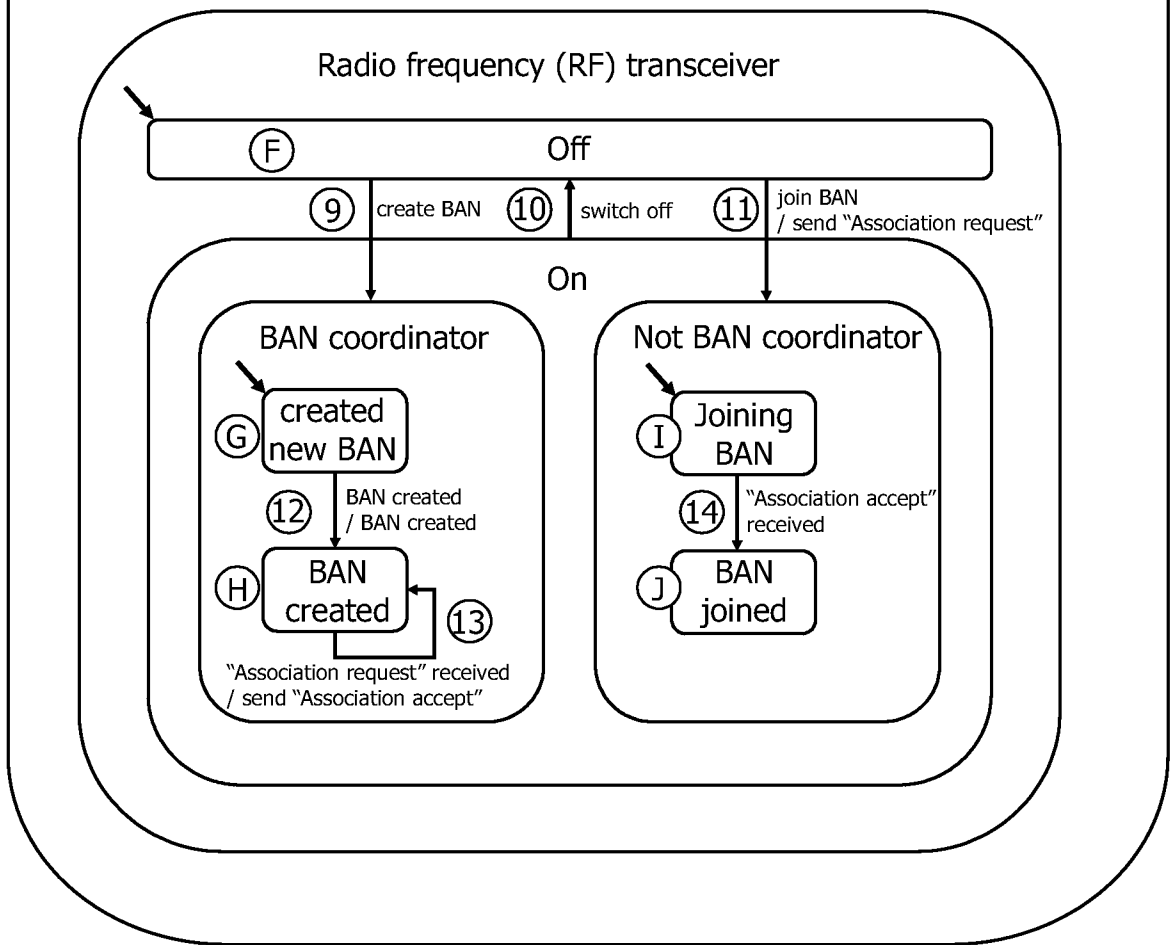 Radio frequency (RF) transceiver
F
Off
9
create BAN
10
switch off
11
join BAN
/ send “Association request”
On
BAN coordinator
Not BAN coordinator
G
created
new BAN
I
Joining
BAN
12
BAN created
/ BAN created
14
“Association accept”
received
H
BAN
created
13
J
BAN
joined
“Association request” received
/ send “Association accept”